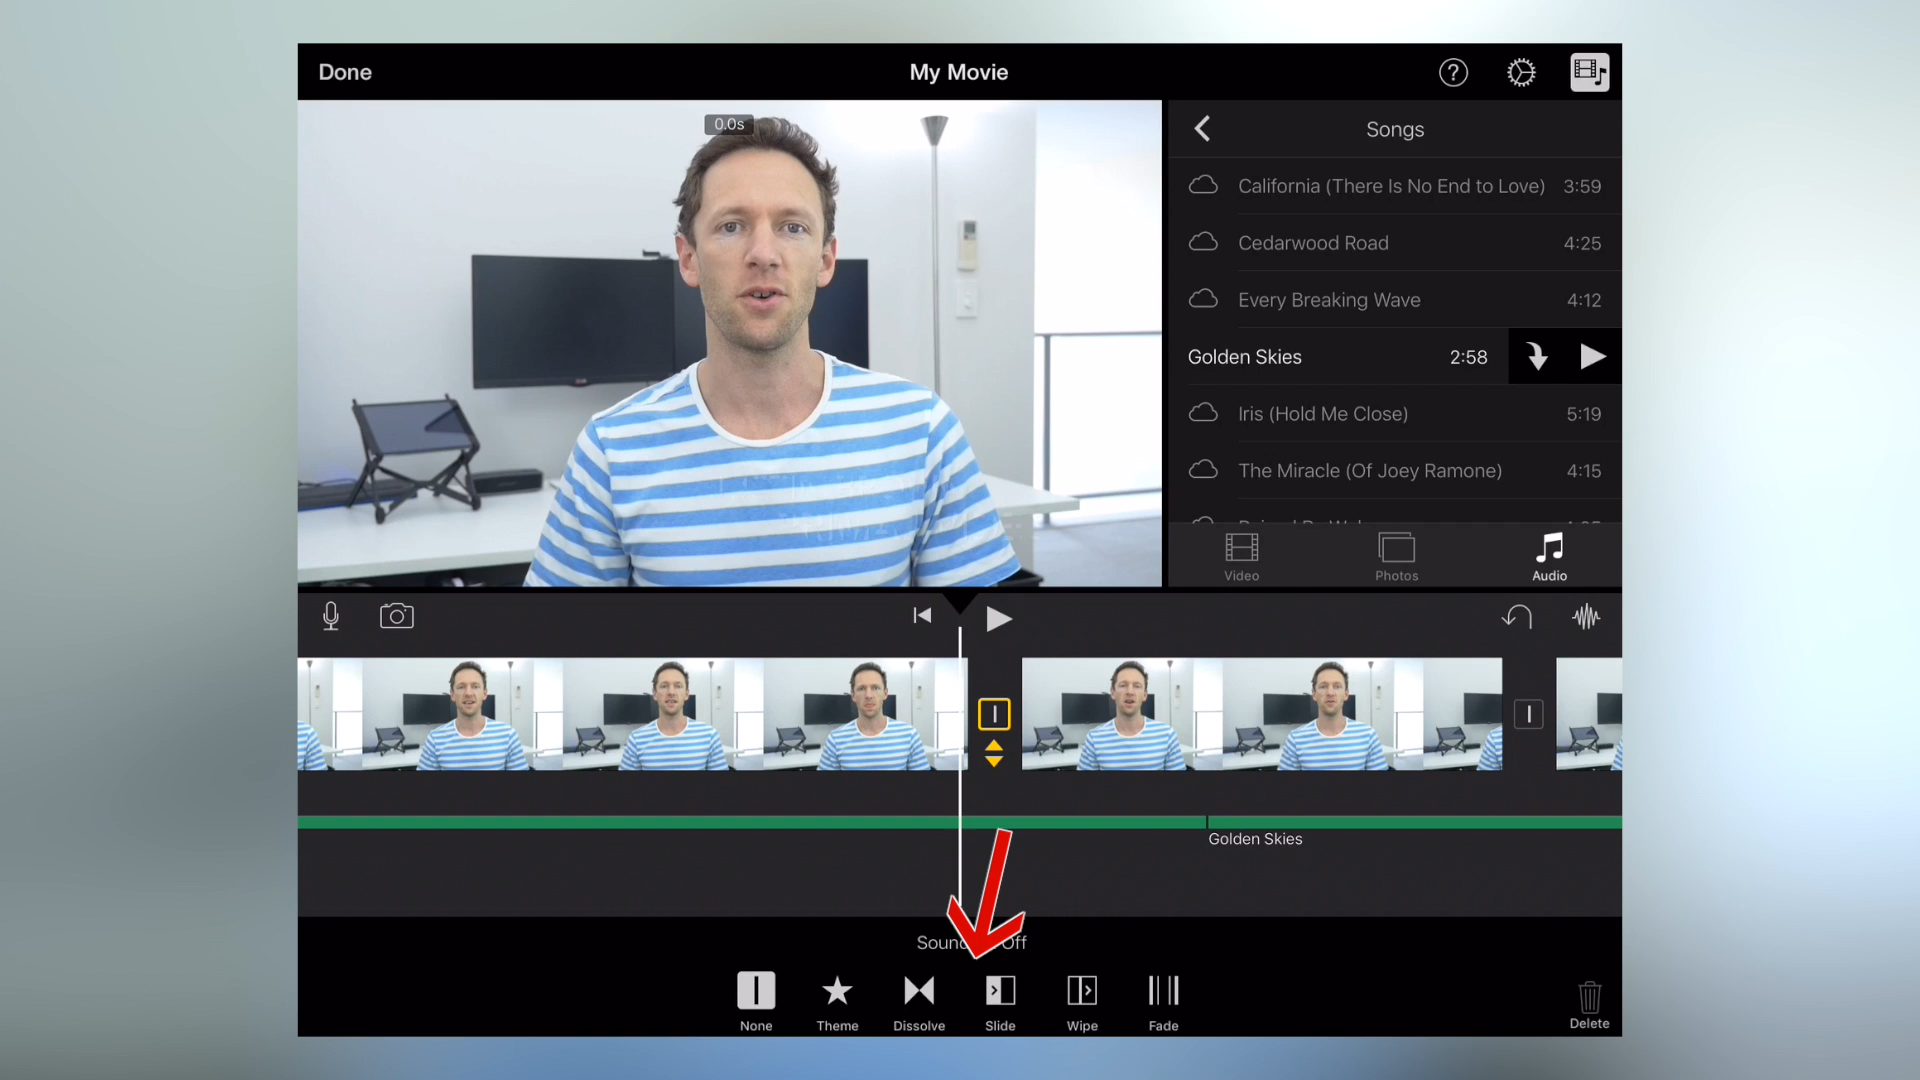 Done
My Movie
?
0.0s
Songs
California (There Is No End to Love) 3:59
Cedarwood Road 4:25
Every Breaking Wave 4:12
Golden Skies 2:58
Iris (Hold Me Close) 5:19
The Miracle (Of Joey Ramone) 4:15
Video
Photos
Audio
Golden Skies
Off
None
Theme
Dissolve
Slide
Wipe
Fade
Delete